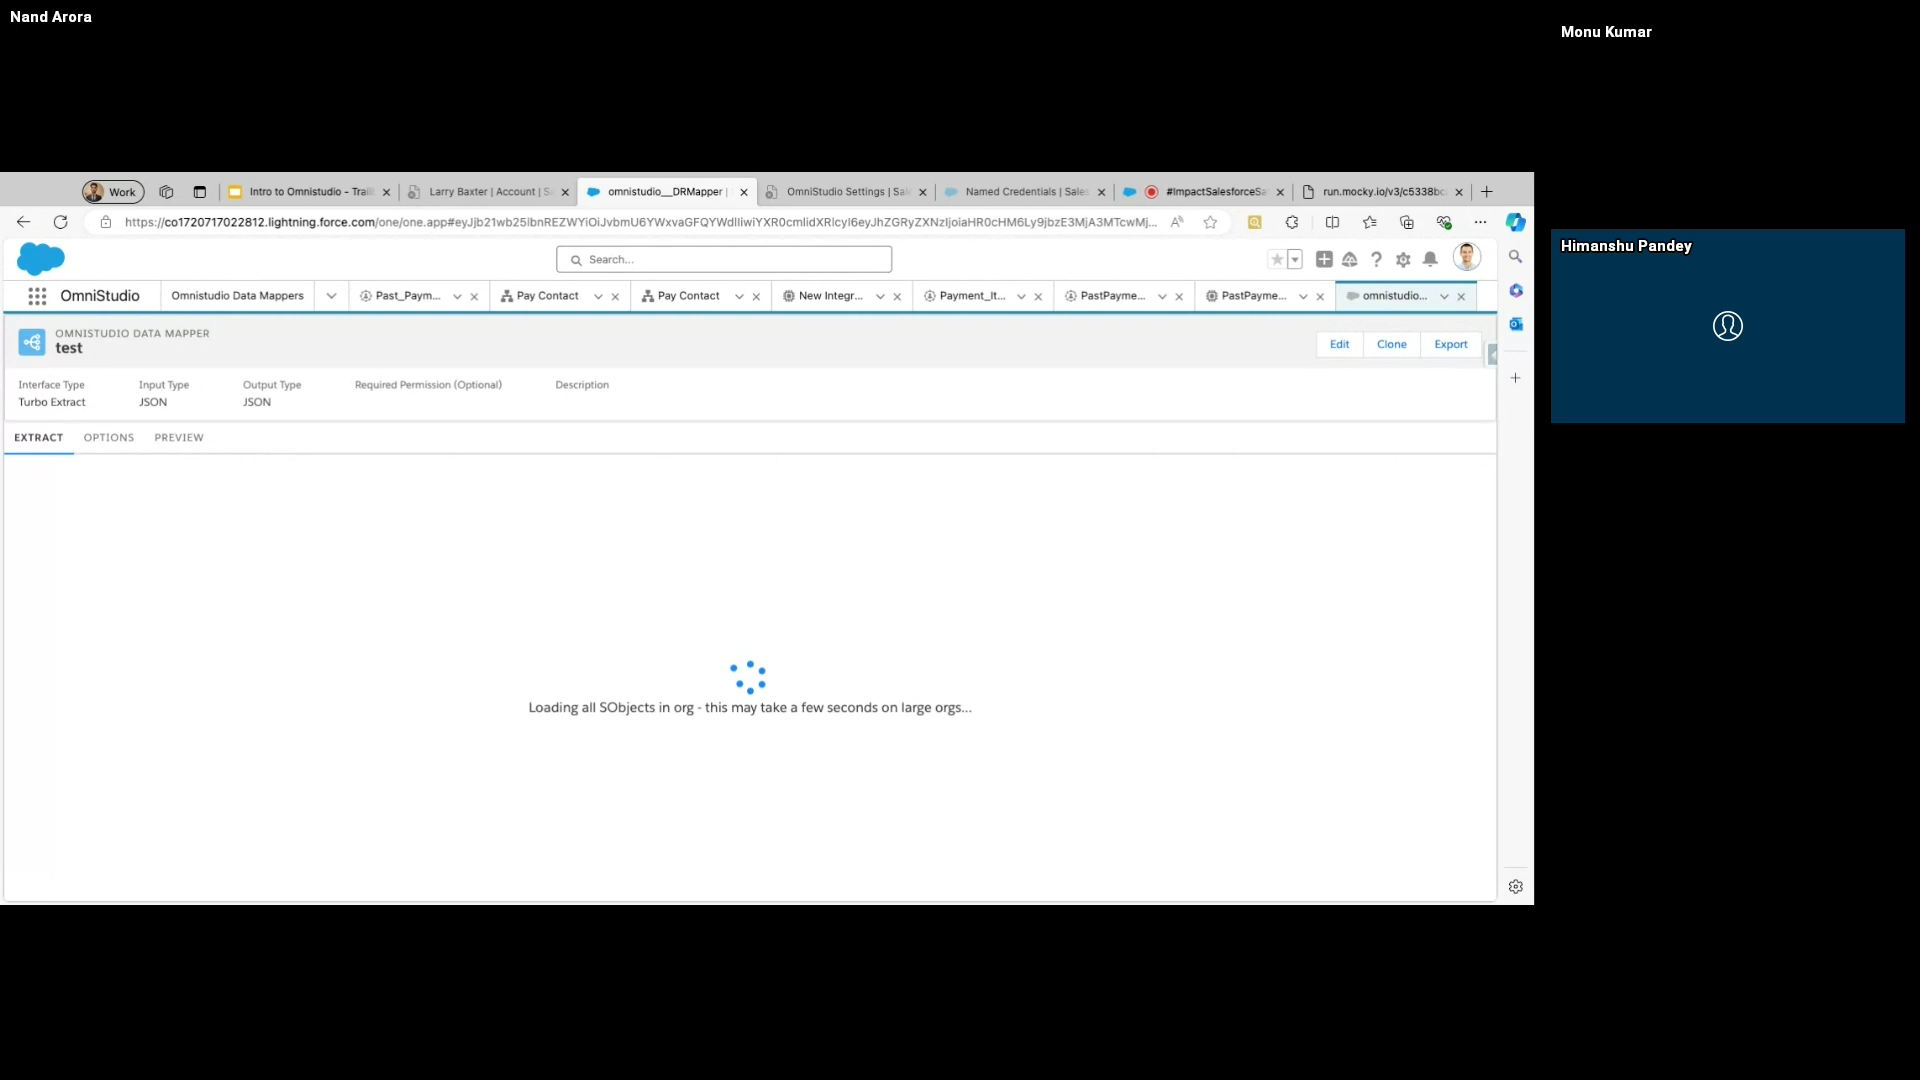 Nand Arora
Monu Kumar
Himanshu Pandey
Work
Intro to Omnistudio - Trail
Larry Baxter | Account | S
omnistudio__DRMapper |
OmniStudio Settings | Sal
Named Credentials | Sales
#ImpactSalesforceSa
run.mocky.io/v3/c5338bc
Search...
OmniStudio
Omnistudio Data Mappers
Past_Paym...
Pay Contact
Pay Contact
New Integr...
Payment_It...
PastPayme...
PastPayme...
omnistudio...
OMNISTUDIO DATA MAPPER
test
Edit
Clone
Export
Interface Type
Input Type
Output Type
Required Permission (Optional)
Description
Turbo Extract
JSON
JSON
EXTRACT
OPTIONS
PREVIEW
Loading all SObjects in org - this may take a few seconds on large orgs...